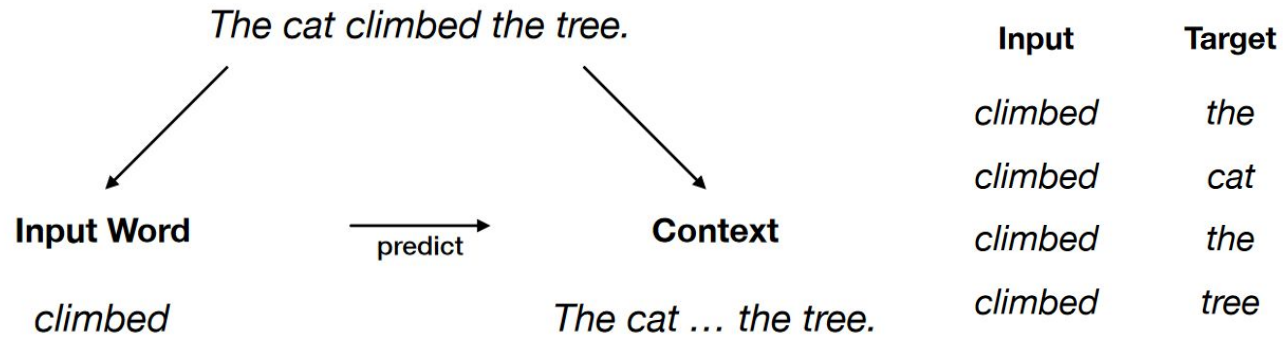 The cat climbed the tree.
Input Word
predict
Context
climbed
The cat … the tree.
Input Target
climbed the
climbed cat
climbed the
climbed tree